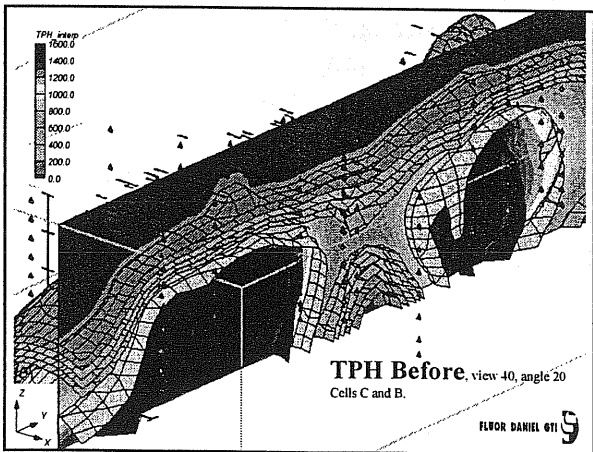 TPH_interp
1600.0
1400.0
1200.0
1000.0
800.0
600.0
400.0
200.0
0.0
Z
Y
X
TPH Before, view 40, angle 20
Cells C and B.
FLUOR DANIEL GTI